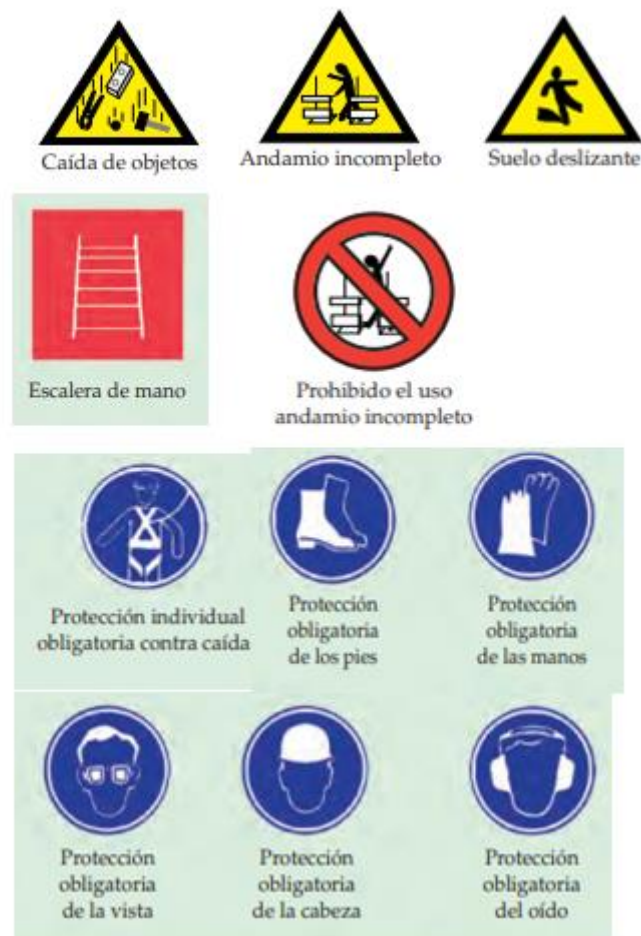 Caída de objetos
Andamio incompleto
Suelo deslizante
Escalera de mano
Prohibido el uso
andamio incompleto
Protección individual
obligatoria contra caída
Protección
obligatoria
de los pies
Protección
obligatoria
de las manos
Protección
obligatoria
de la vista
Protección
obligatoria
de la cabeza
Protección
obligatoria
del oído